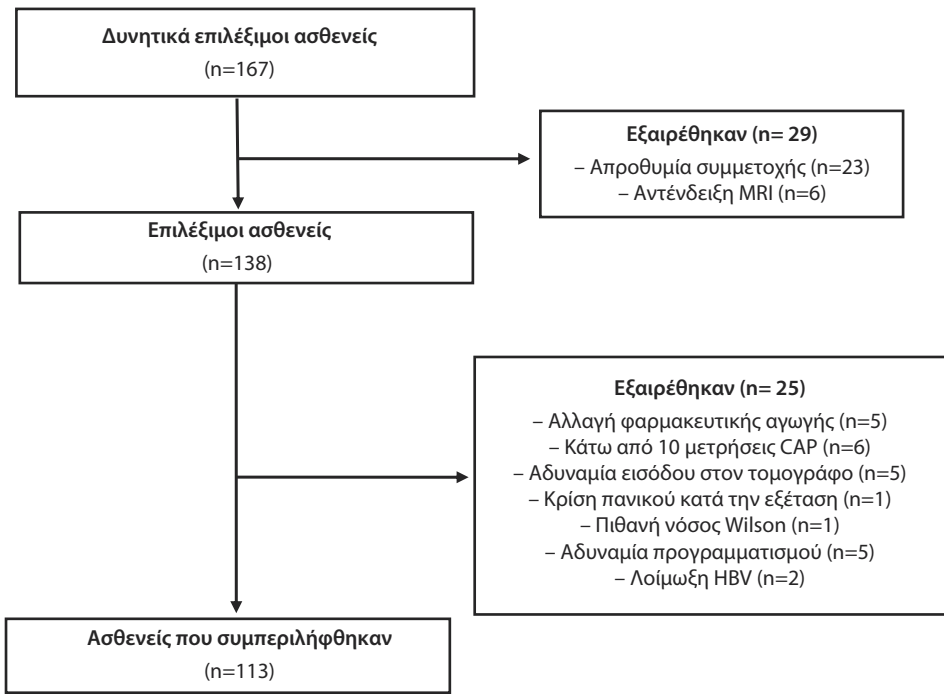 Δυνητικά επιλέξιμοι ασθενείς
(n=167)
Εξαιρέθηκαν (n= 29)
– Απροθυμία συμμετοχής (n=23)
– Αντένδειξη MRI (n=6)
Επιλέξιμοι ασθενείς
(n=138)
Εξαιρέθηκαν (n= 25)
– Αλλαγή φαρμακευτικής αγωγής (n=5)
– Κάτω από 10 μετρήσεις CAP (n=6)
– Αδυναμία εισόδου στον τομογράφο (n=5)
– Κρίση πανικού κατά την εξέταση (n=1)
– Πιθανή νόσος Wilson (n=1)
– Αδυναμία προγραμματισμού (n=5)
– Λοίμωξη HBV (n=2)
Ασθενείς που συμπεριλήφθηκαν
(n=113)